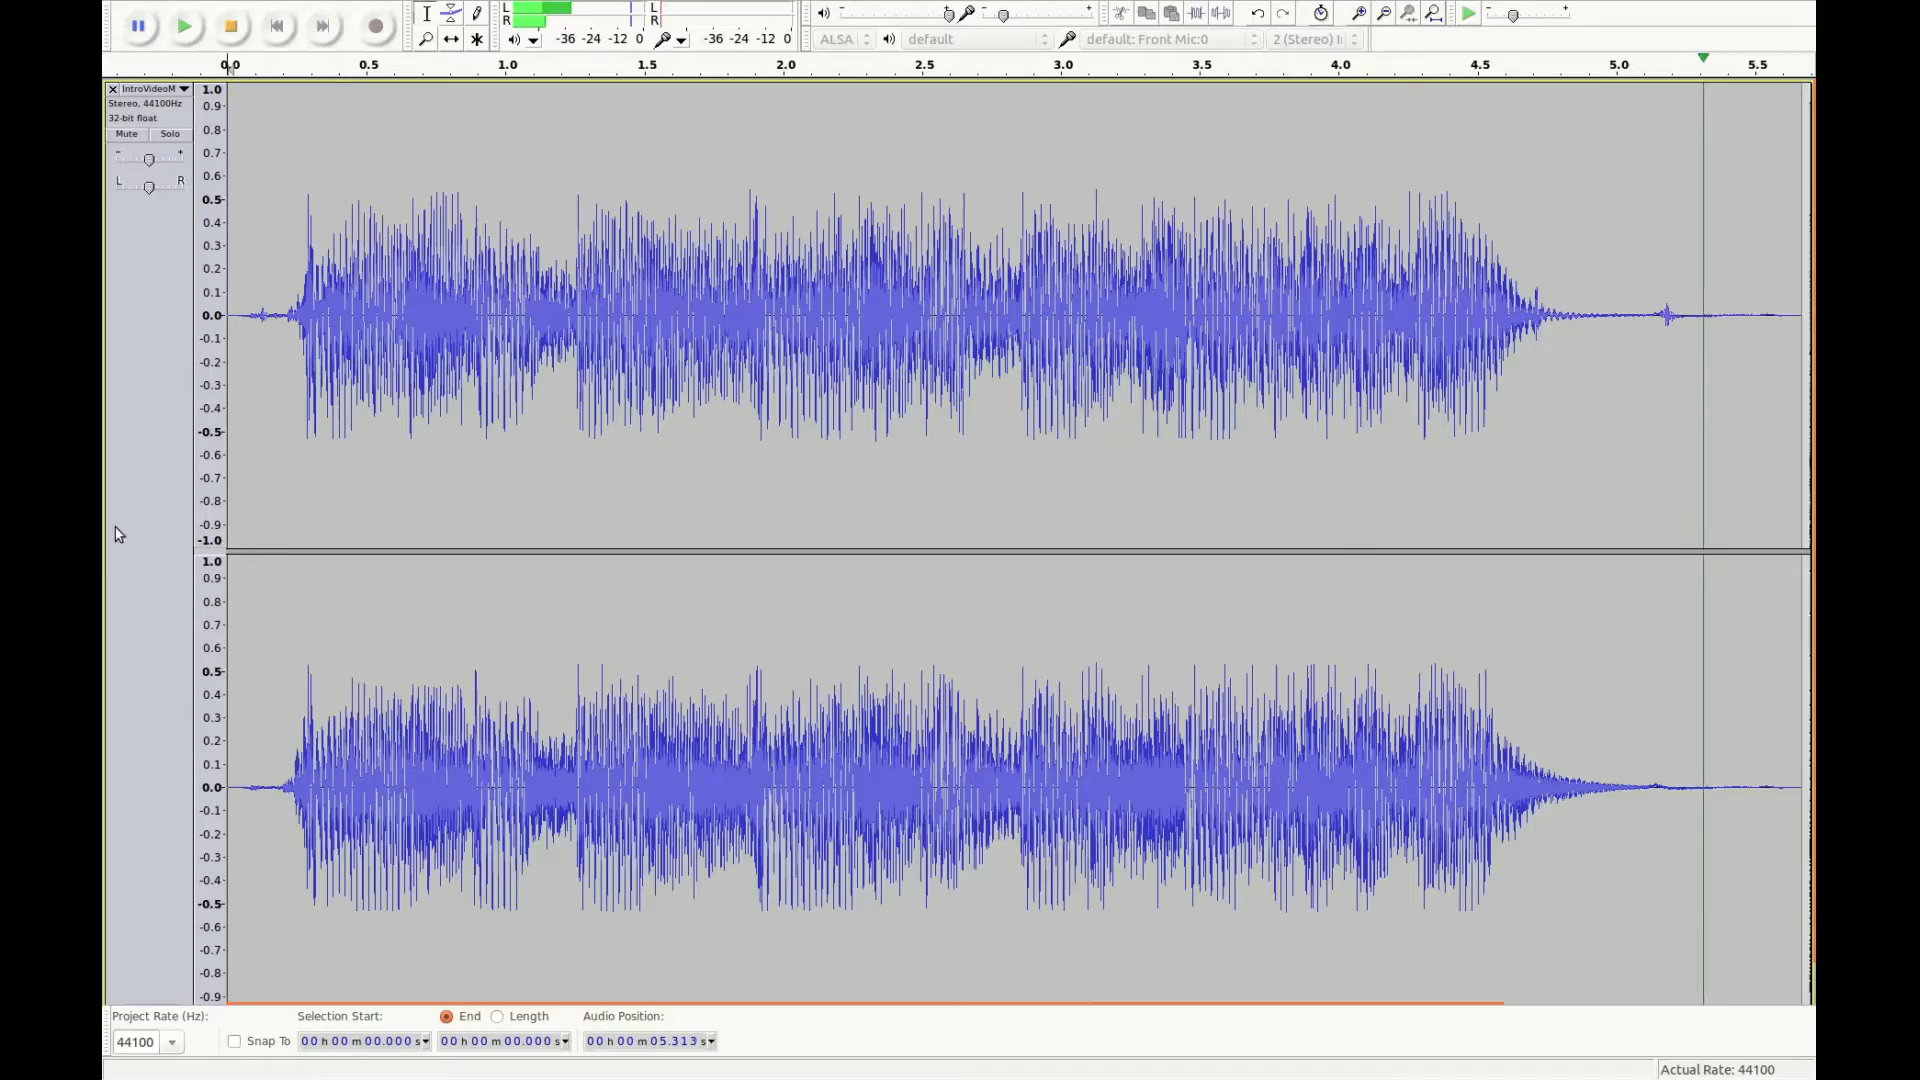 L
R
-36 -24 -12 0
L
R
-36 -24 -12 0
ALSA
default
default: Front Mic:0
2 (Stereo) I
0.0 0.5 1.0 1.5 2.0 2.5 3.0 3.5 4.0 4.5 5.0 5.5
IntroVideoM
Stereo, 44100Hz
32-bit float
Mute Solo
- +
L R
1.0
0.9
0.8
0.7
0.6
0.5
0.4
0.3
0.2
0.1
0.0
-0.1
-0.2
-0.3
-0.4
-0.5
-0.6
-0.7
-0.8
-0.9
-1.0
1.0
0.9
0.8
0.7
0.6
0.5
0.4
0.3
0.2
0.1
0.0
-0.1
-0.2
-0.3
-0.4
-0.5
-0.6
-0.7
-0.8
-0.9
Project Rate (Hz): Selection Start: End Length Audio Position:
44100 Snap To 00 h 00 m 00.000 s 00 h 00 m 00.000 s 00 h 00 m 05.313 s
Actual Rate: 44100